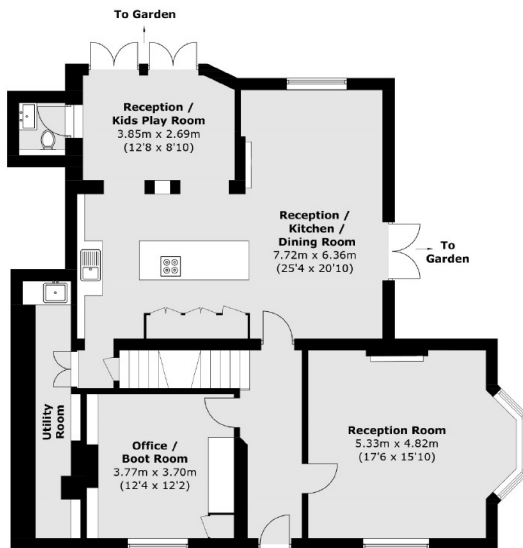 To Garden
Reception /
Kids Play Room
3.85m x 2.69m
(12'8 x 8'10)
Reception /
Kitchen /
Dining Room
7.72m x 6.36m
(25'4 x 20'10)
To
Garden
Utility
Room
Office /
Boot Room
3.77m x 3.70m
(12'4 x 12'2)
Reception Room
5.33m x 4.82m
(17'6 x 15'10)